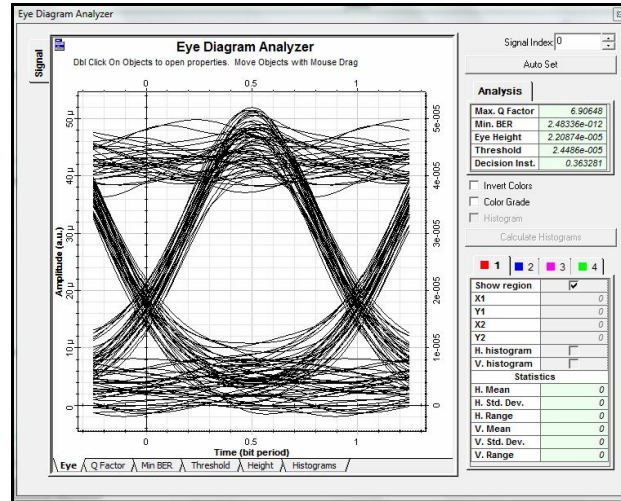 Eye Diagram Analyzer
Signal Index: 0
Auto Set
Signal
Eye Diagram Analyzer
Dbl Click On Objects to open properties. Move Objects with Mouse Drag
Analysis
Max. Q Factor 6.90648
Min. BER 2.48336e-012
Eye Height 2.20874e-005
Threshold 2.4486e-005
Decision Inst. 0.363281
Invert Colors
Color Grade
Histogram
Calculate Histograms
1 2 3 4
Show region
X1 0
Y1 0
X2 0
Y2 0
H. histogram
V. histogram
Statistics
H. Mean 0
H. Std. Dev. 0
H. Range 0
V. Mean 0
V. Std. Dev. 0
V. Range 0
0 0.5 1
Amplitude (a.u.)
50 µ
40 µ
30 µ
20 µ
10 µ
0
5e-005
4e-005
3e-005
2e-005
1e-005
0
0 0.5 1
Time (bit period)
Eye Q Factor Min BER Threshold Height Histograms